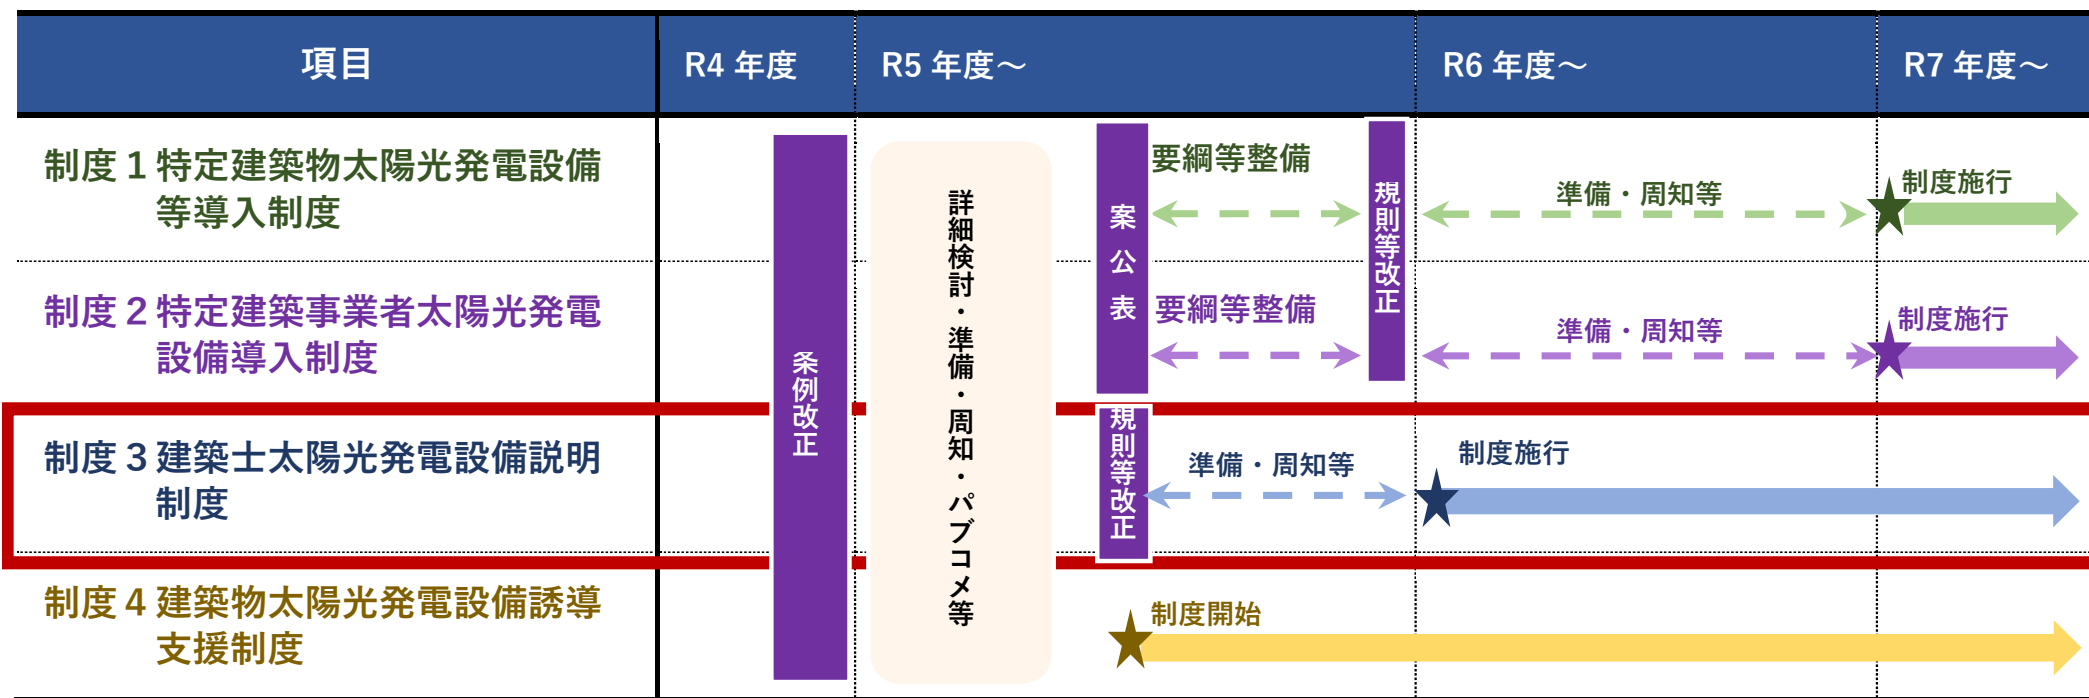 項目
R4 年度
R5 年度～
R6 年度～
R7 年度～
制度１特定建築物太陽光発電設備
等導入制度
制度２特定建築事業者太陽光発電
設備導入制度
制度３建築士太陽光発電設備説明
制度
制度４建築物太陽光発電設備誘導
支援制度
条例改正
詳細検討・準備・周知・パブコメ等
案公表
要綱等整備
規則等改正
準備・周知等
制度施行
要綱等整備
準備・周知等
制度施行
規則等改正
準備・周知等
制度施行
制度開始